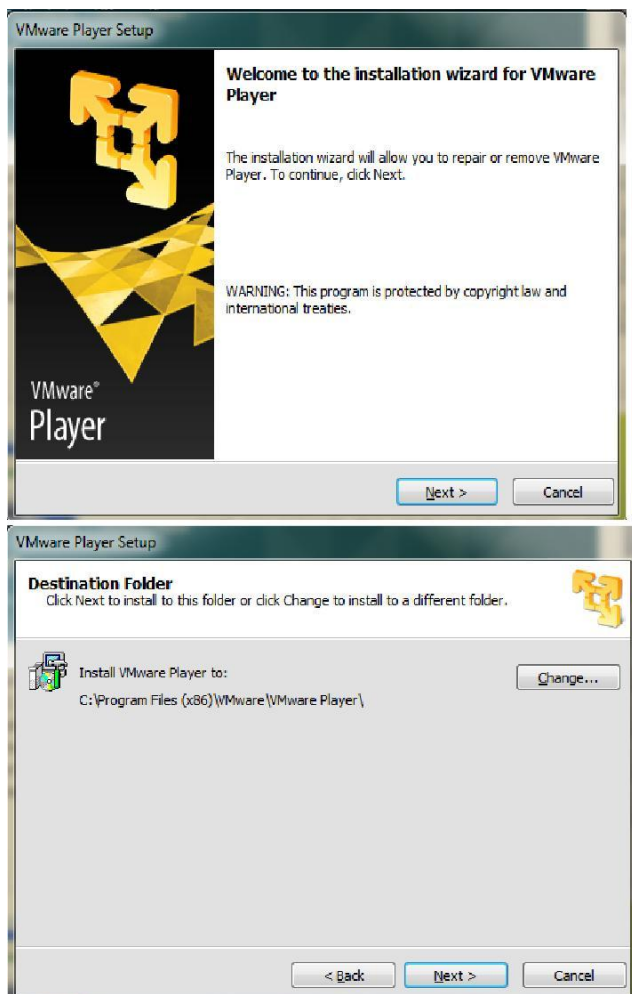 VMware Player Setup
Welcome to the installation wizard for VMware
Player
The installation wizard will allow you to repair or remove VMware
Player. To continue, click Next.
WARNING: This program is protected by copyright law and
international treaties.
VMware®
Player
Next >
Cancel
VMware Player Setup
Destination Folder
Click Next to install to this folder or click Change to install to a different folder.
Install VMware Player to:
Change...
C:\Program Files (x86)\VMware\VMware Player\
< Back
Next >
Cancel